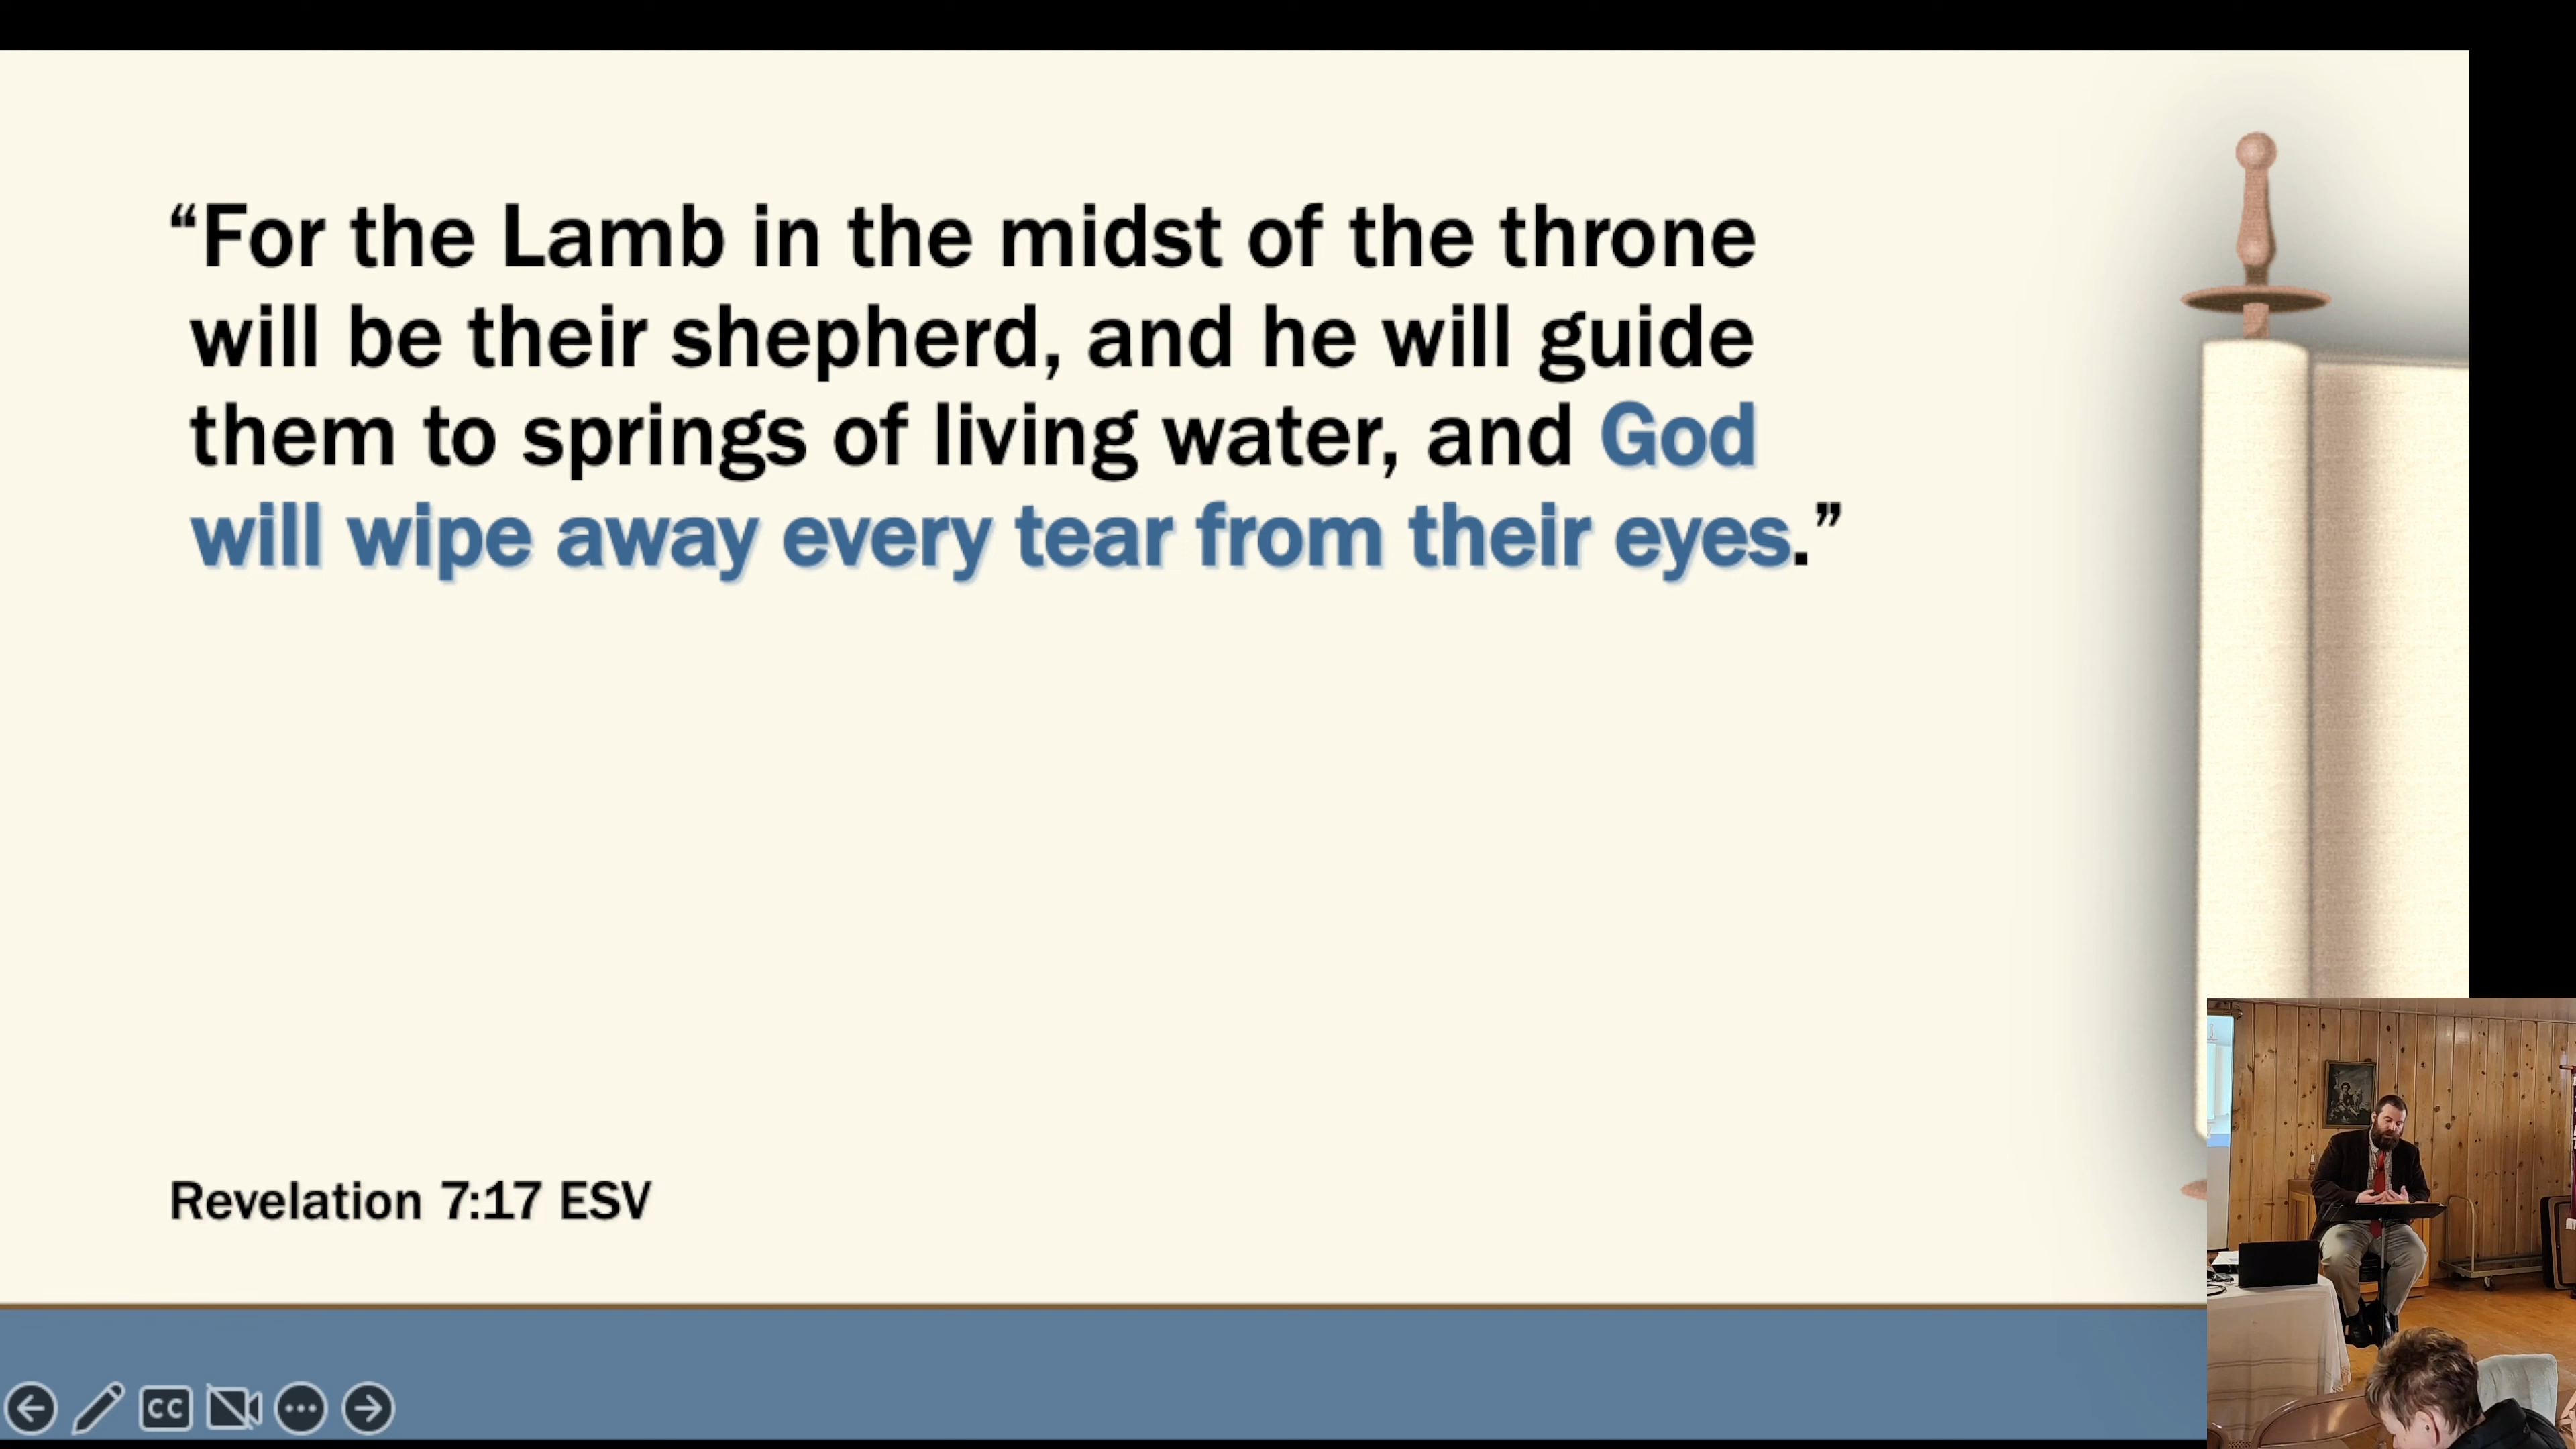 “For the Lamb in the midst of the throne
will be their shepherd, and he will guide
them to springs of living water, and God
will wipe away every tear from their eyes.”
Revelation 7:17 ESV
CC